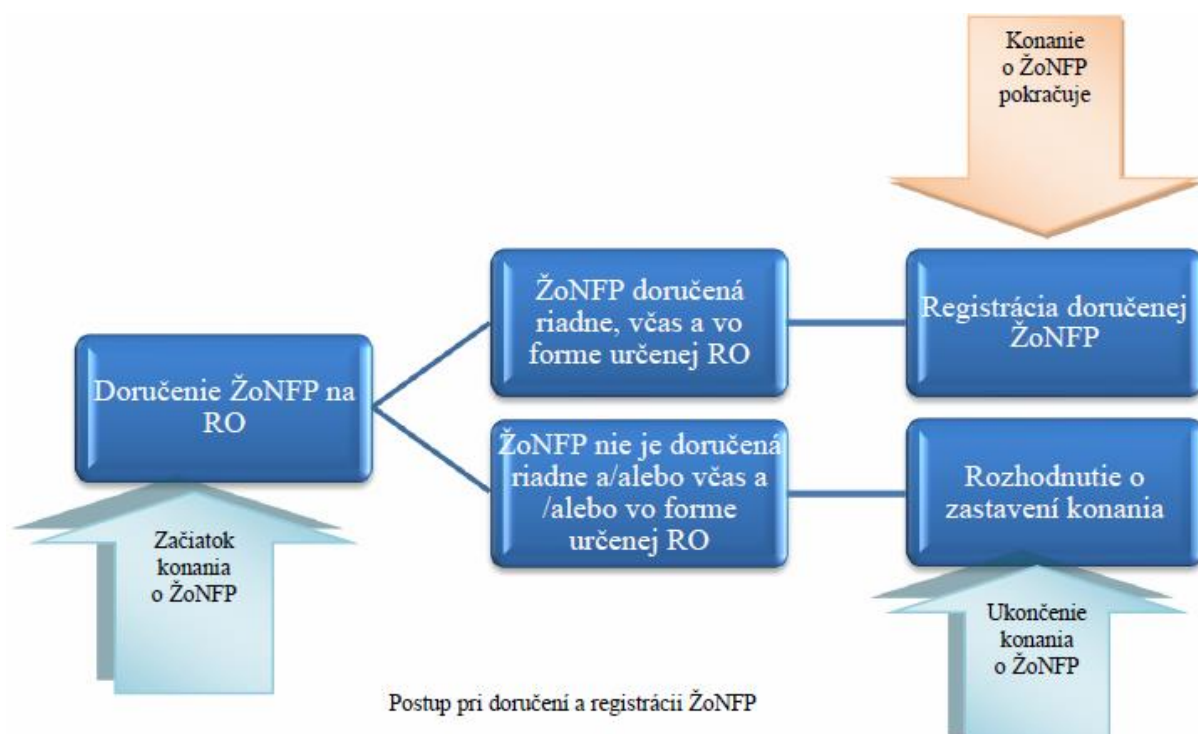 Konanie
o ŽoNFP
pokračuje
ŽoNFP doručená
riadne, včas a vo
forme určenej RO
Registrácia doručenej
ŽoNFP
Doručenie ŽoNFP na
RO
ŽoNFP nie je doručená
riadne a/alebo včas a
/alebo vo forme
určenej RO
Rozhodnutie o
zastavení konania
Začiatok
konania
o ŽoNFP
Ukončenie
konania
o ŽoNFP
Postup pri doručení a registrácii ŽoNFP